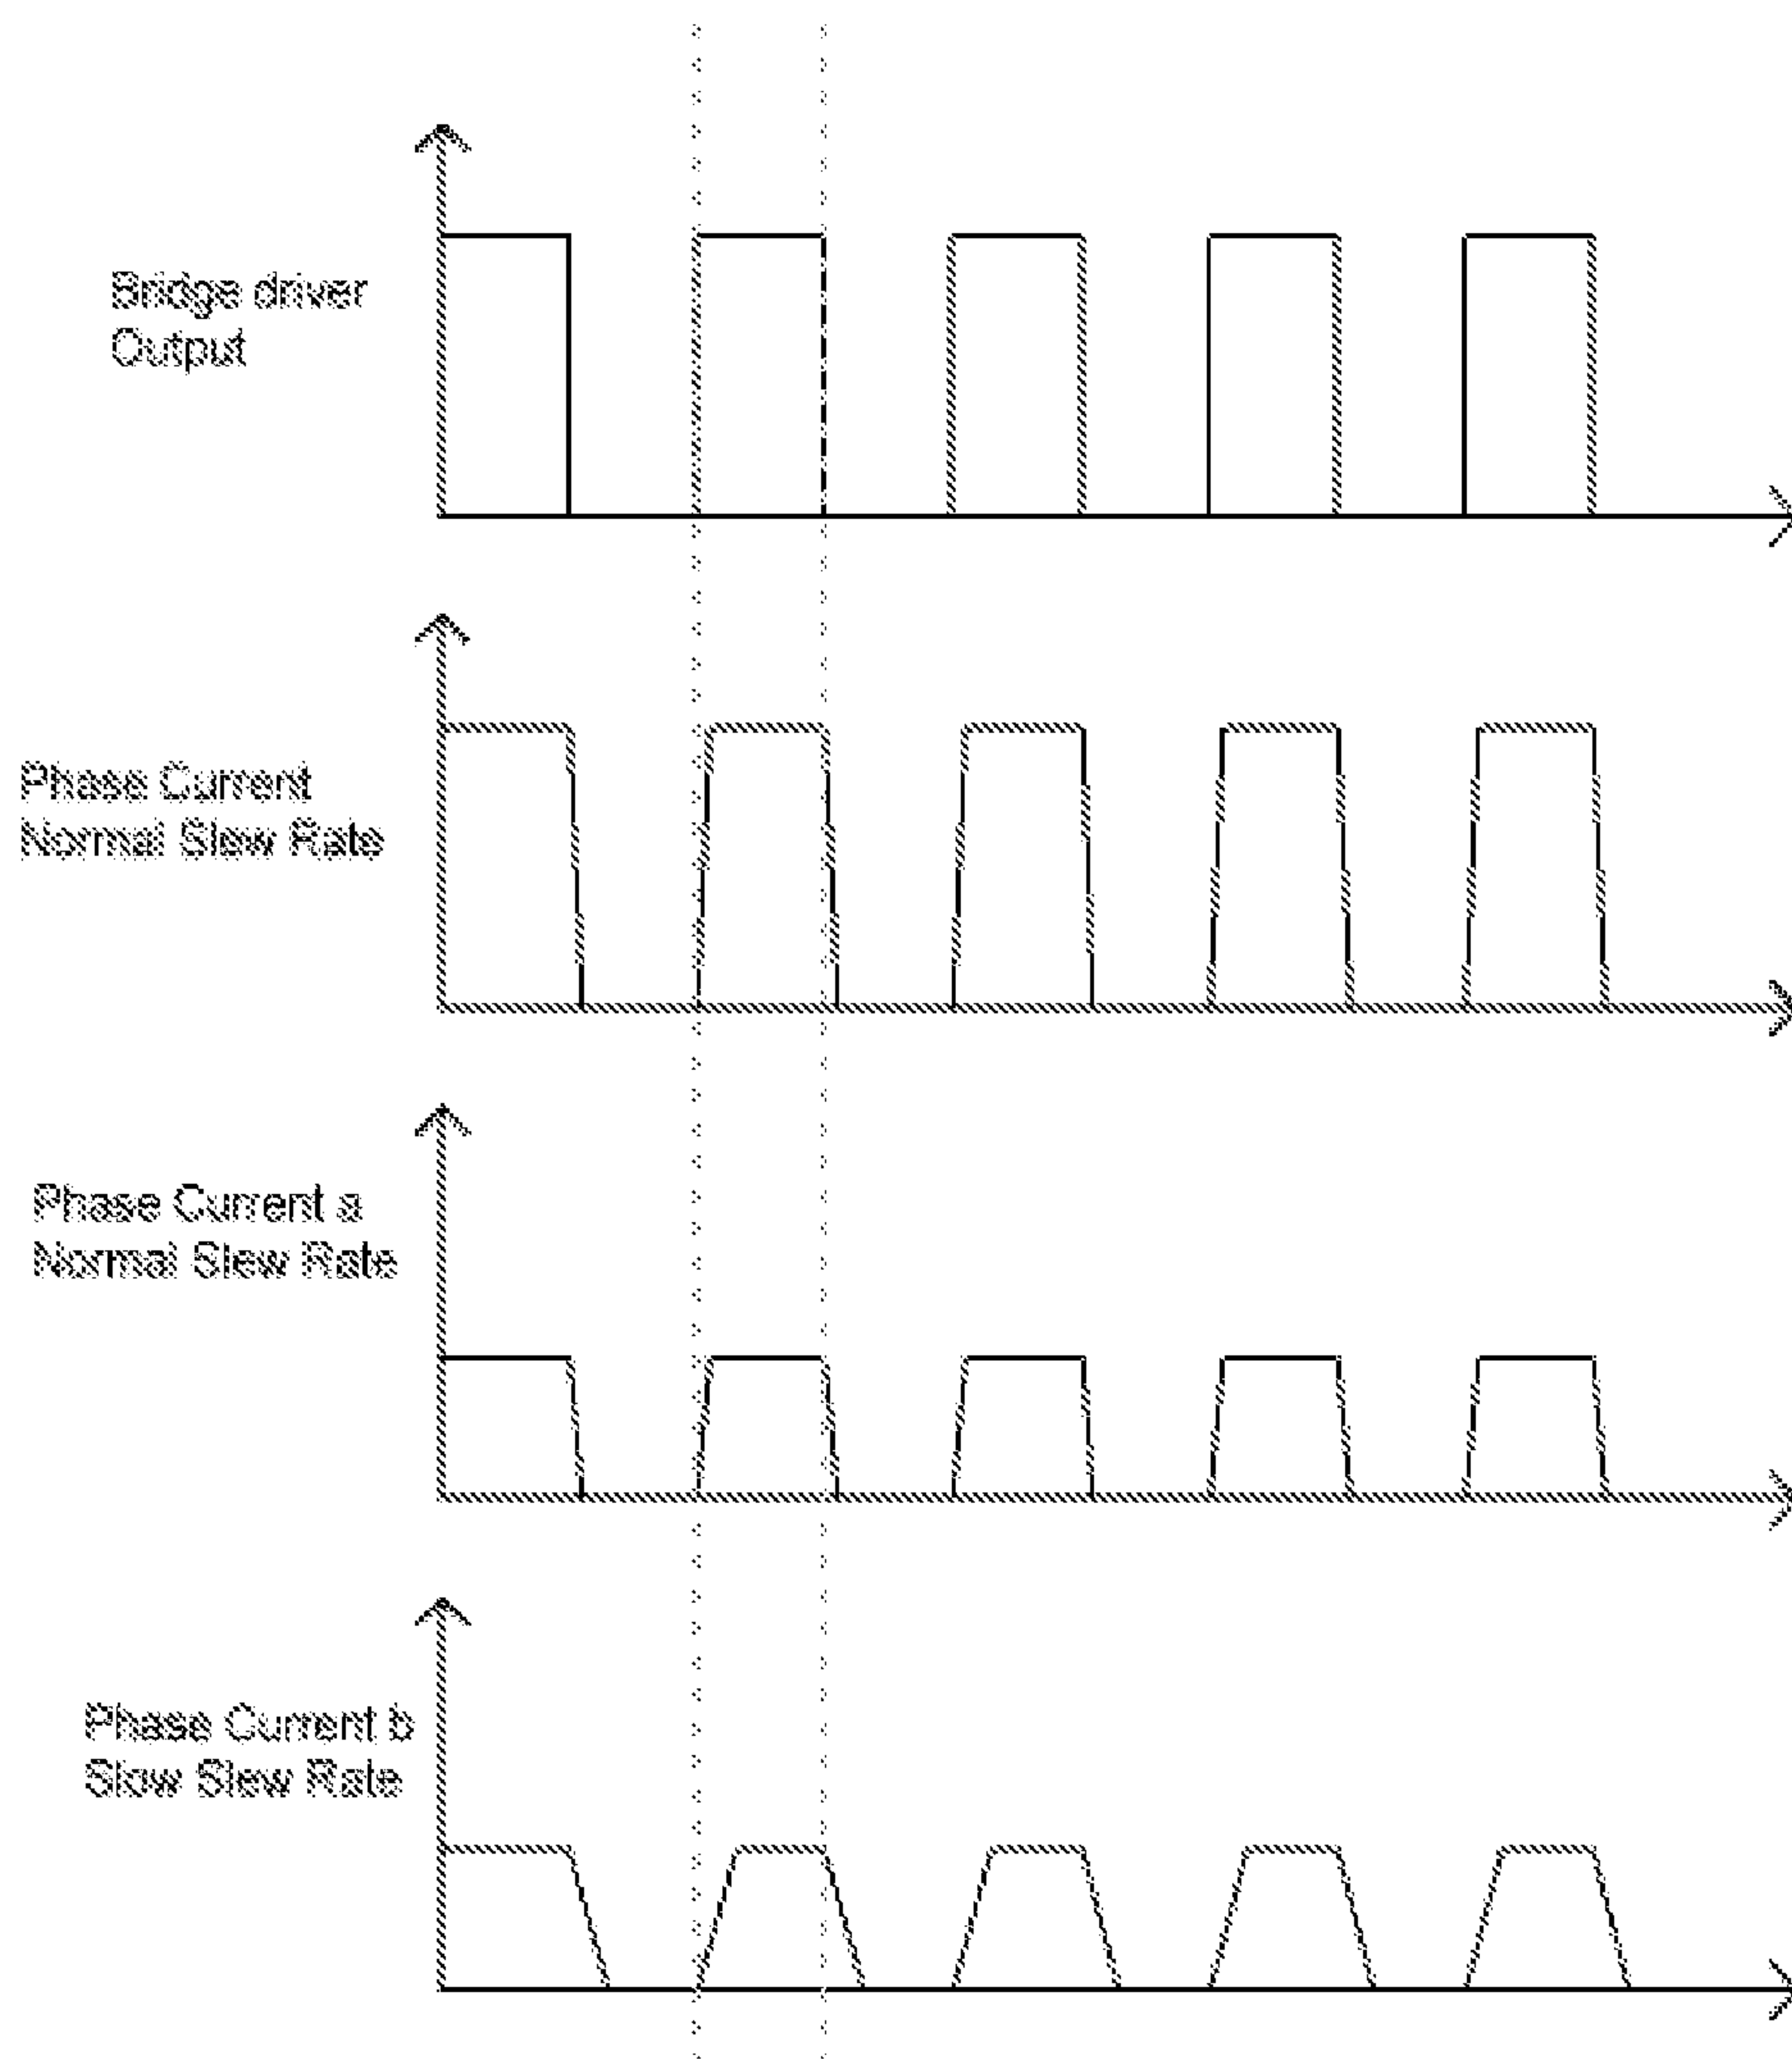 Bridge driver
Output
Phase Current
Normal Slew Rate
Phase Current a
Normal Slew Rate
Phase Current b
Slow Slew Rate